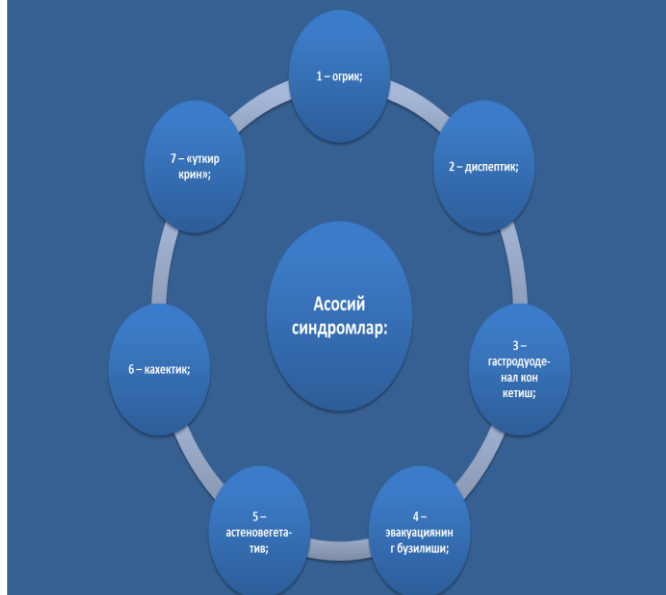 1 – огрик;
2 – диспептик;
3 –
гастродуоде-
нал кон
кетиш;
4 –
эвакуациянин
г бузилиши;
5 –
астеновегета-
тив;
6 – кахектик;
7 – «уткир
крин»;
Асосий
синдромлар: